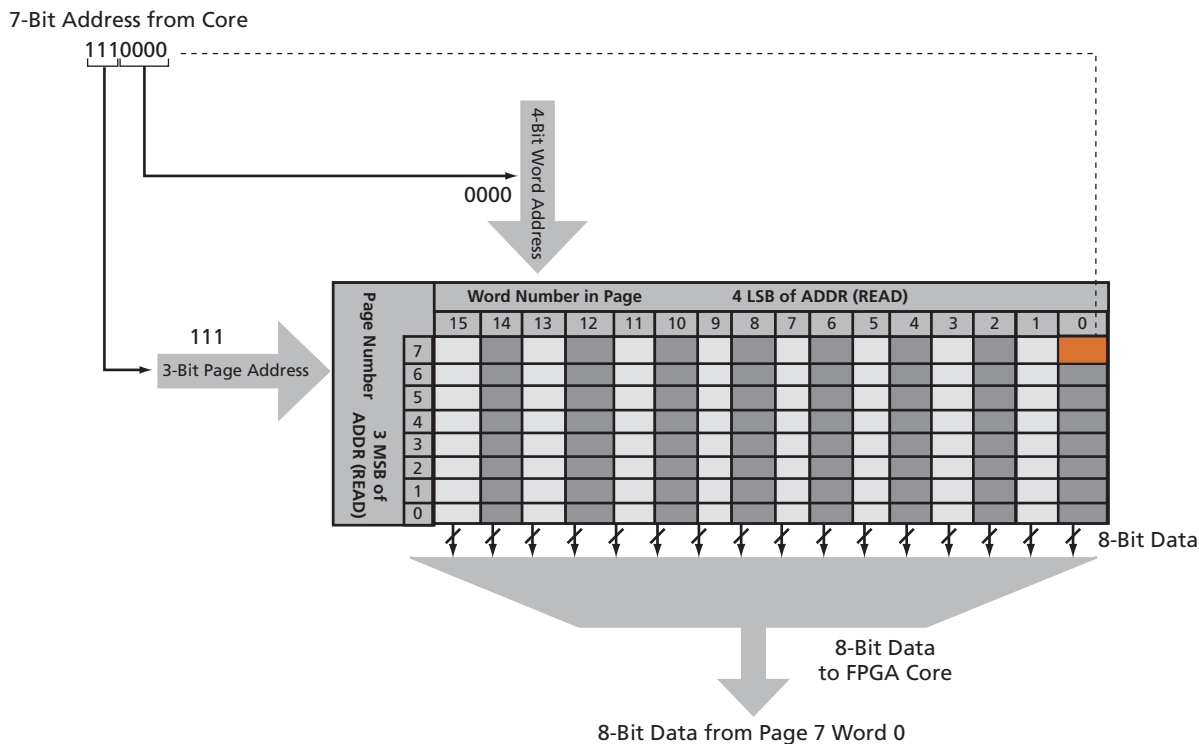 7-Bit Address from Core
1110000
4-Bit Word Address
0000
111
3-Bit Page Address
Page Number
3 MSB of
ADDR (READ)
Word Number in Page 4 LSB of ADDR (READ)
15 14 13 12 11 10 9 8 7 6 5 4 3 2 1 0
7
6
5
4
3
2
1
0
8-Bit Data
8-Bit Data
to FPGA Core
8-Bit Data from Page 7 Word 0